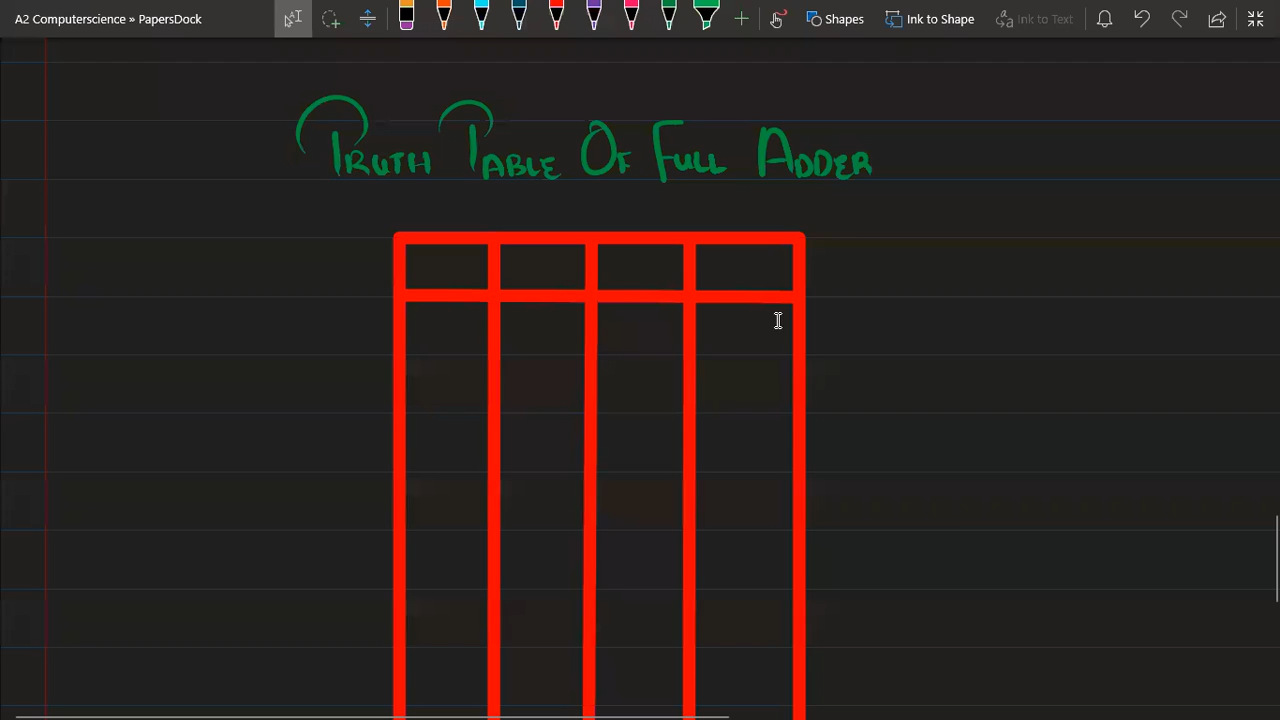 A2 Computerscience » PapersDock
Shapes
Ink to Shape
Ink to Text
TRUTH TABLE OF FULL ADDER